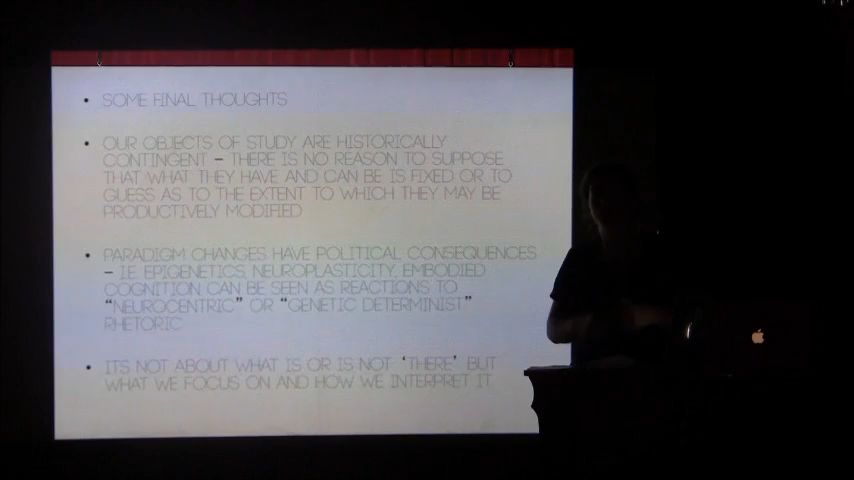 • SOME FINAL THOUGHTS
• OUR OBJECTS OF STUDY ARE HISTORICALLY
CONTINGENT – THERE IS NO REASON TO SUPPOSE
THAT WHAT THEY HAVE AND CAN BE IS FIXED OR TO
GUESS AS TO THE EXTENT TO WHICH THEY MAY BE
PRODUCTIVELY MODIFIED
• PARADIGM CHANGES HAVE POLITICAL CONSEQUENCES
– I.E. EPIGENETICS, NEUROPLASTICITY, EMBODIED
COGNITION CAN BE SEEN AS REACTIONS TO
“NEUROCENTRIC” OR “GENETIC DETERMINIST”
RHETORIC
• ITS NOT ABOUT WHAT IS OR IS NOT ‘THERE’ BUT
WHAT WE FOCUS ON AND HOW WE INTERPRET IT